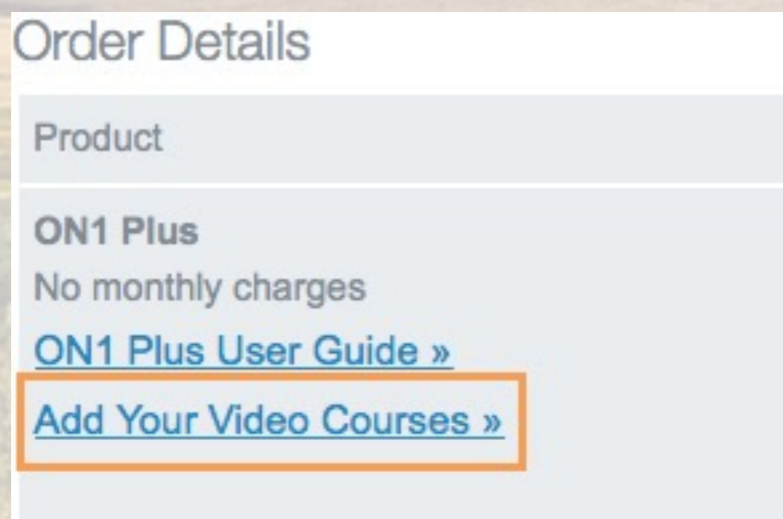 Order Details
Product
ON1 Plus
No monthly charges
ON1 Plus User Guide »
Add Your Video Courses »